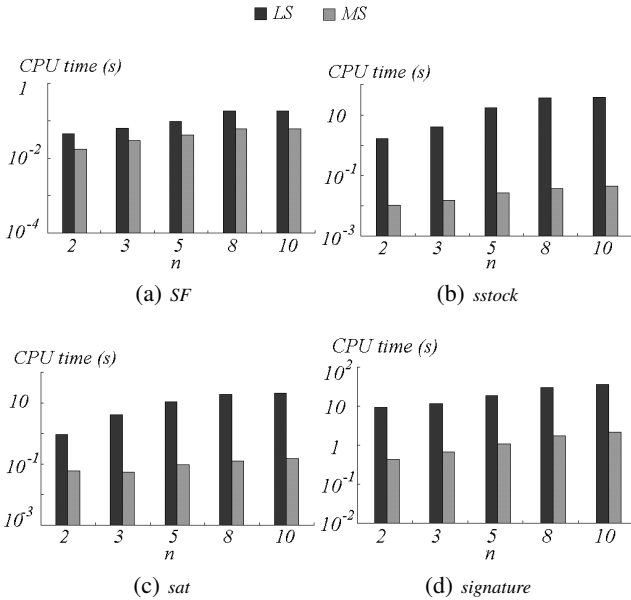 LS MS
CPU time (s)
1
10^-2
10^-4
2 3 5 8 10
n
(a) SF
CPU time (s)
10
10^-1
10^-3
2 3 5 8 10
n
(b) sstock
CPU time (s)
10
10^-1
10^-3
2 3 5 8 10
n
(c) sat
CPU time (s)
10^2
10
1
10^-1
10^-2
2 3 5 8 10
n
(d) signature